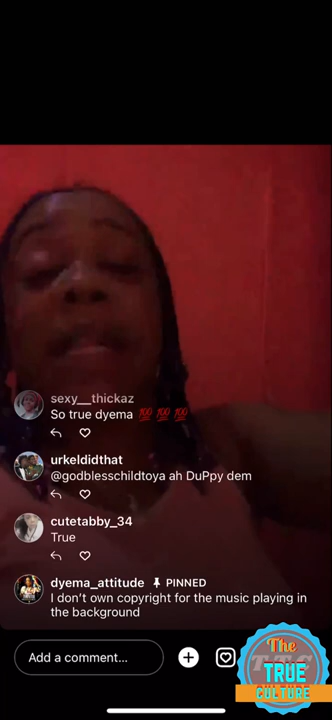 sexy__thickaz
So true dyema 💯💯💯
urkeldidthat
@godblesschildtoya ah DuPpy dem
cutetabby_34
True
dyema_attitude PINNED
I don't own copyright for the music playing in
the background
Add a comment...
The
T.T.C
TRUE
CULTURE